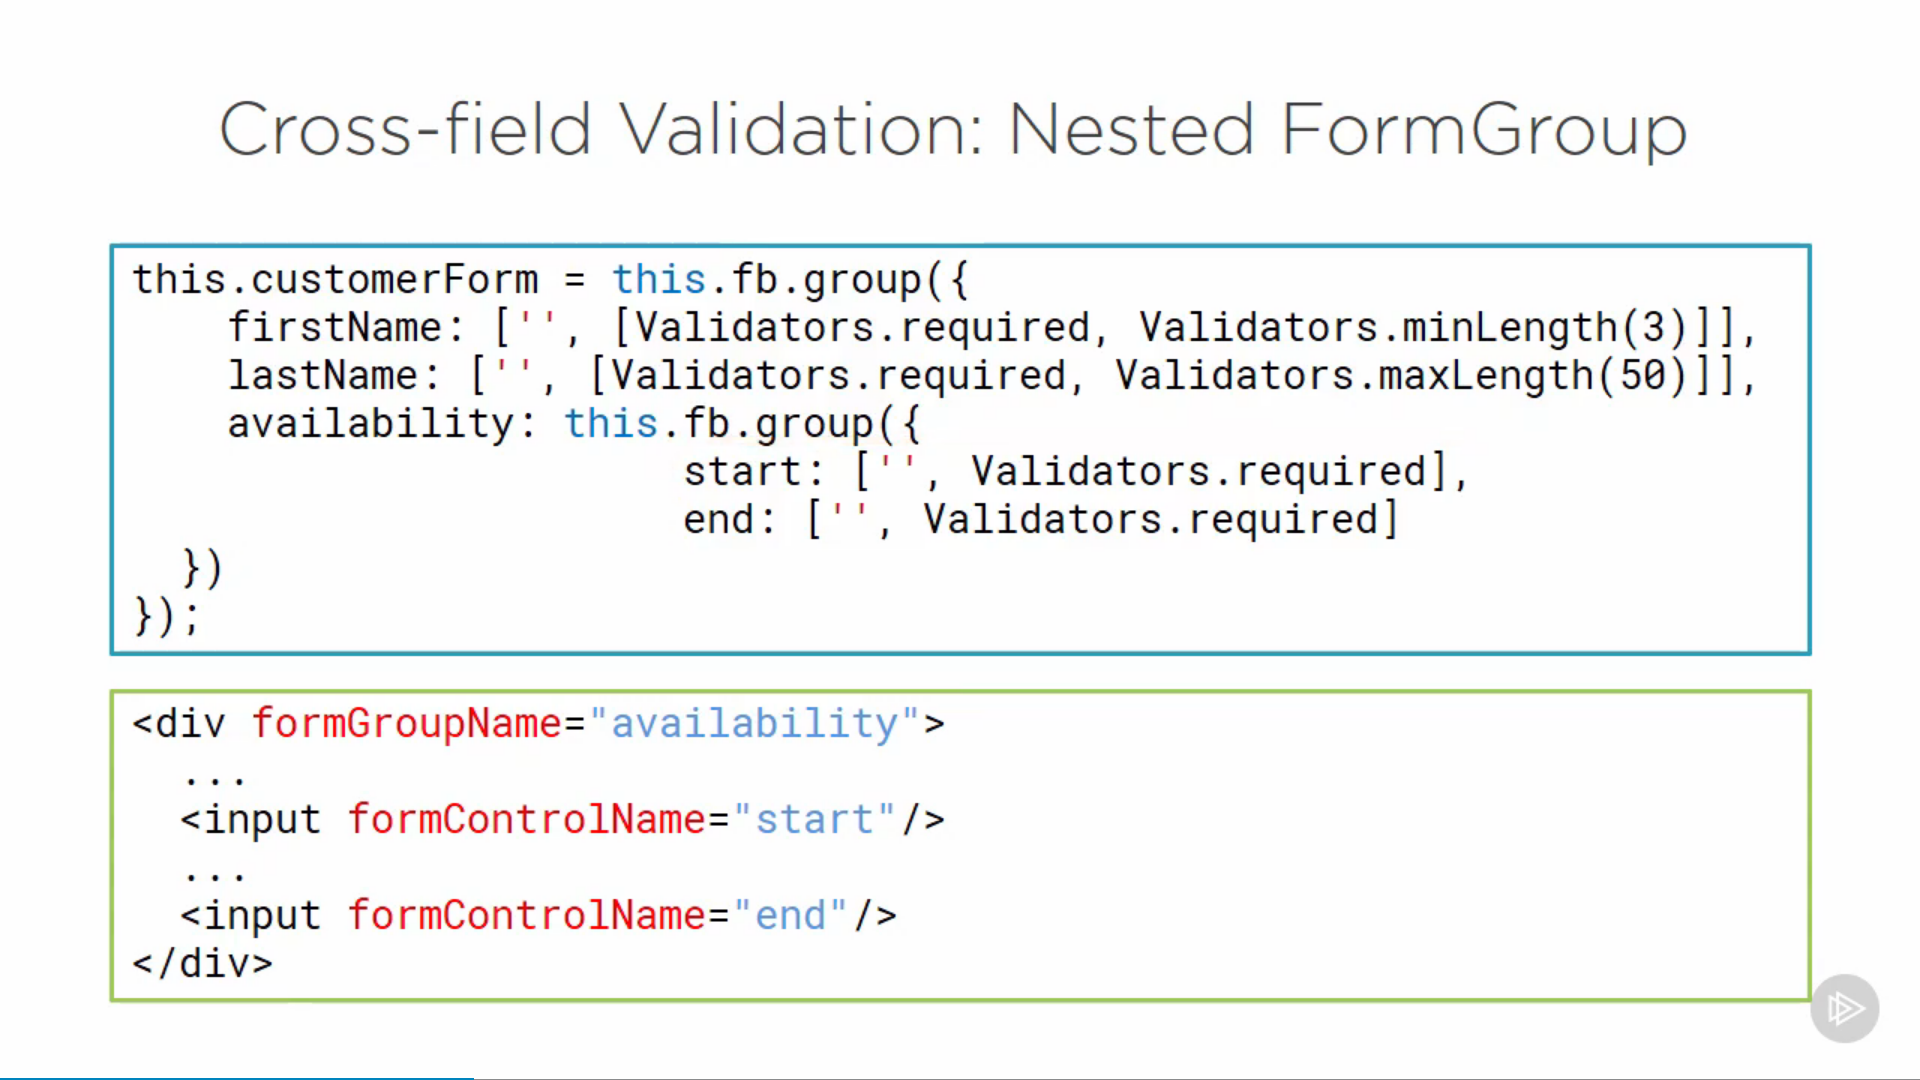 Cross-field Validation: Nested FormGroup
this.customerForm = this.fb.group({
    firstName: ['', [Validators.required, Validators.minLength(3)]],
    lastName: ['', [Validators.required, Validators.maxLength(50)]],
    availability: this.fb.group({
                       start: ['', Validators.required],
                       end: ['', Validators.required]
  })
});
<div formGroupName="availability">
  ...
  <input formControlName="start"/>
  ...
  <input formControlName="end"/>
</div>